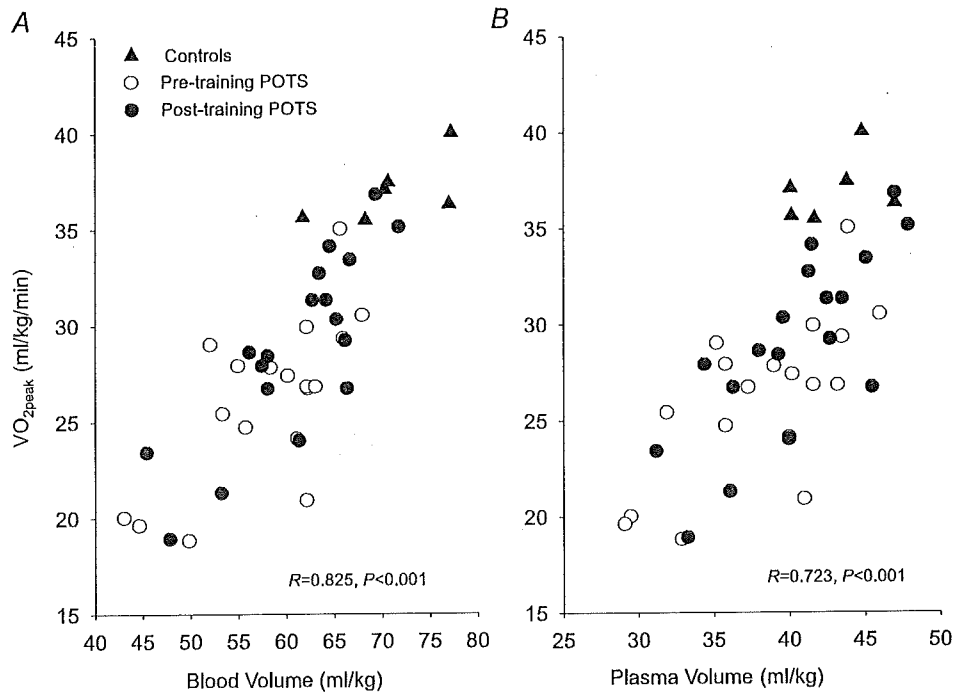 A
B
45
40
35
30
25
20
15
VO2peak (ml/kg/min)
Controls
Pre-training POTS
Post-training POTS
R=0.825, P<0.001
40 45 50 55 60 65 70 75 80
Blood Volume (ml/kg)
45
40
35
30
25
20
15
R=0.723, P<0.001
25 30 35 40 45 50
Plasma Volume (ml/kg)